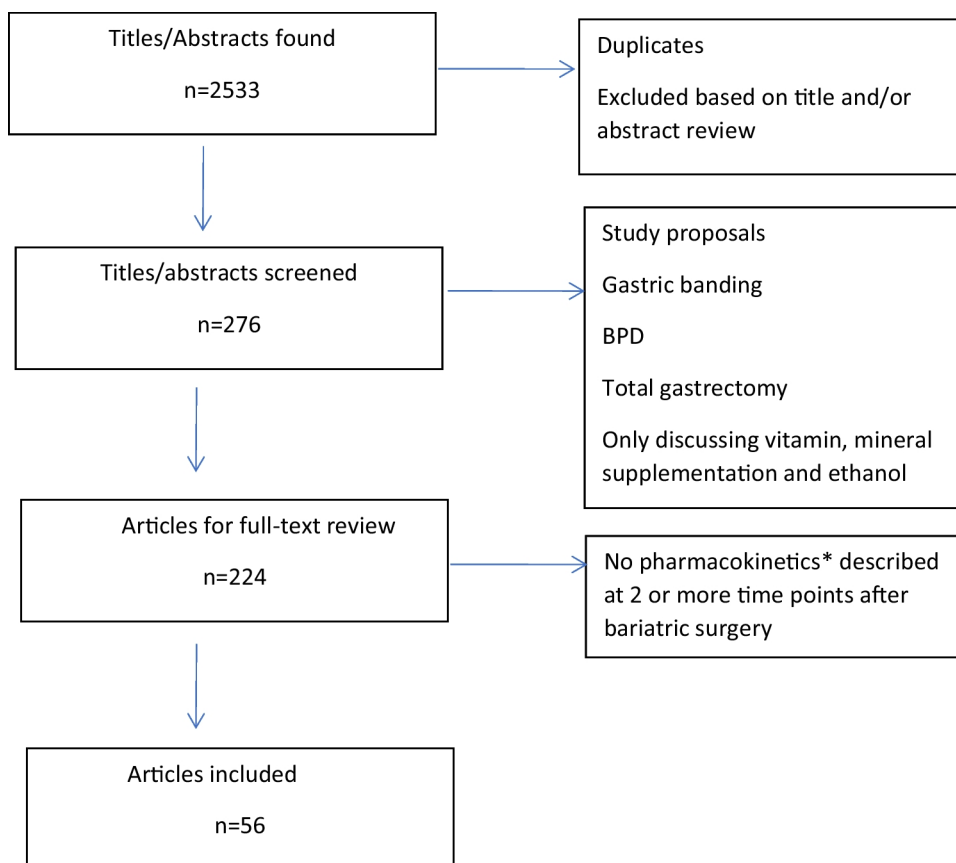 Titles/Abstracts found
n=2533
Duplicates
Excluded based on title and/or
abstract review
Titles/abstracts screened
n=276
Study proposals
Gastric banding
BPD
Total gastrectomy
Only discussing vitamin, mineral
supplementation and ethanol
Articles for full-text review
n=224
No pharmacokinetics* described
at 2 or more time points after
bariatric surgery
Articles included
n=56